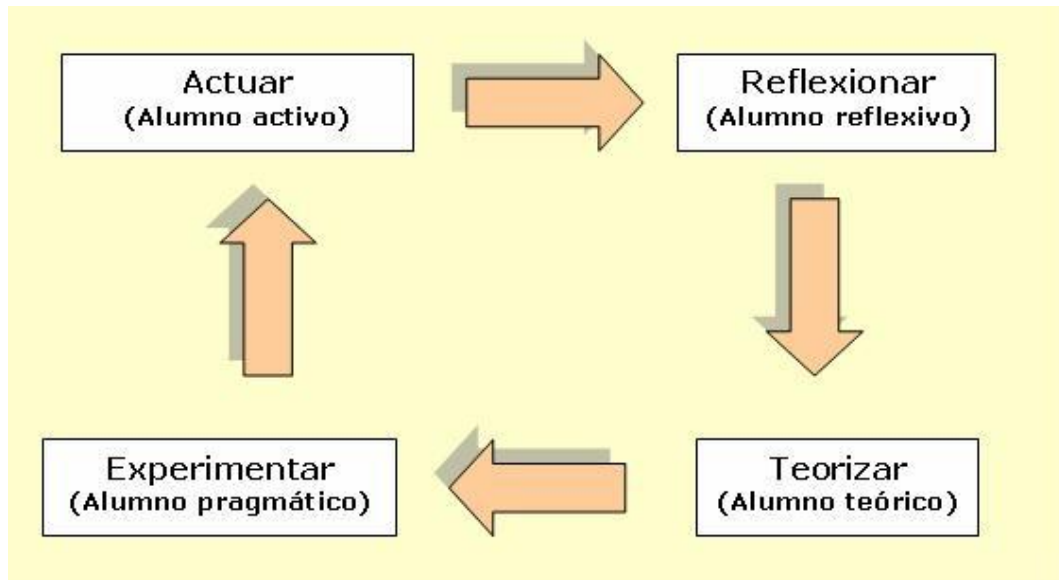 Actuar
(Alumno activo)
Reflexionar
(Alumno reflexivo)
Experimentar
(Alumno pragmático)
Teorizar
(Alumno teórico)